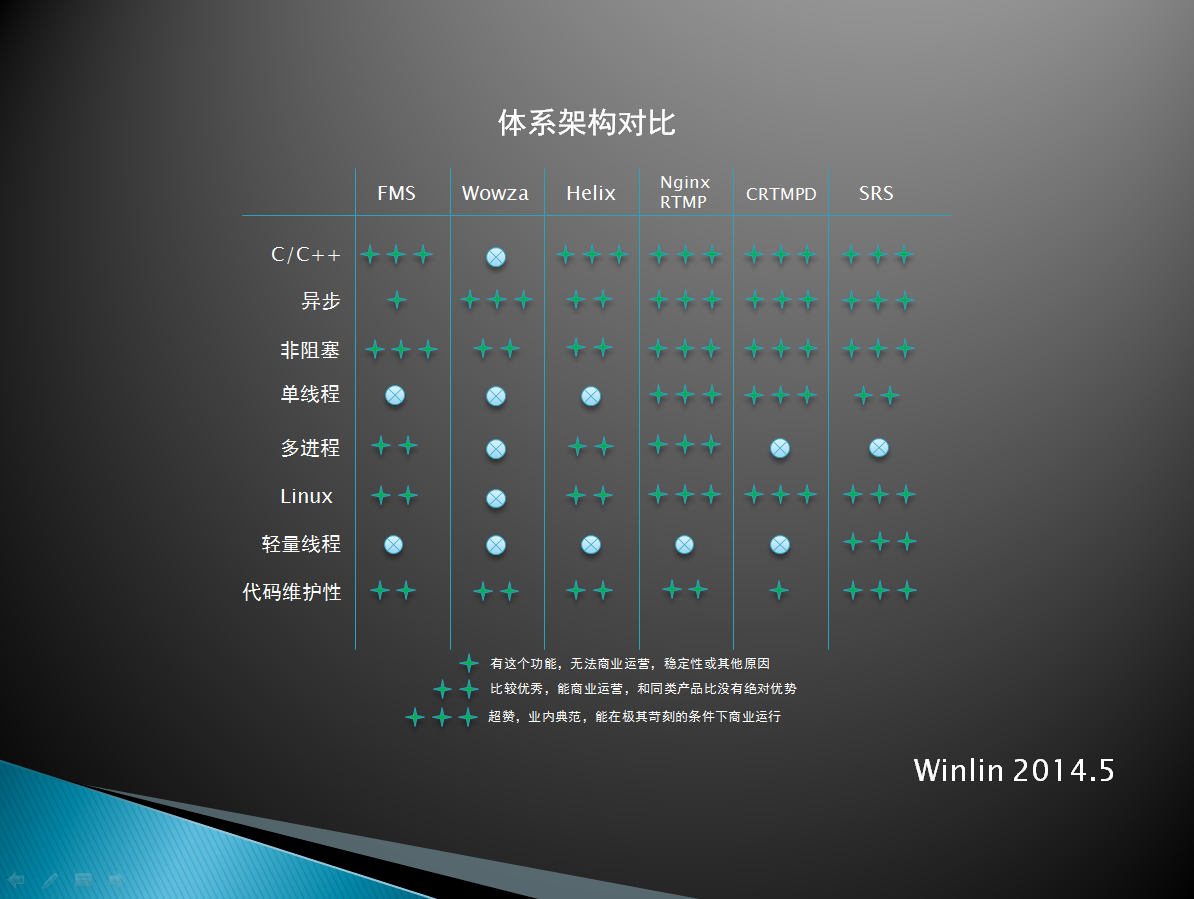 体系架构对比
FMS Wowza Helix Nginx RTMP CRTMPD SRS
C/C++
异步
非阻塞
单线程
多进程
Linux
轻量线程
代码维护性
有这个功能，无法商业运营，稳定性或其他原因
比较优秀，能商业运营，和同类产品比没有绝对优势
超赞，业内典范，能在极其苛刻的条件下商业运行
Winlin 2014.5